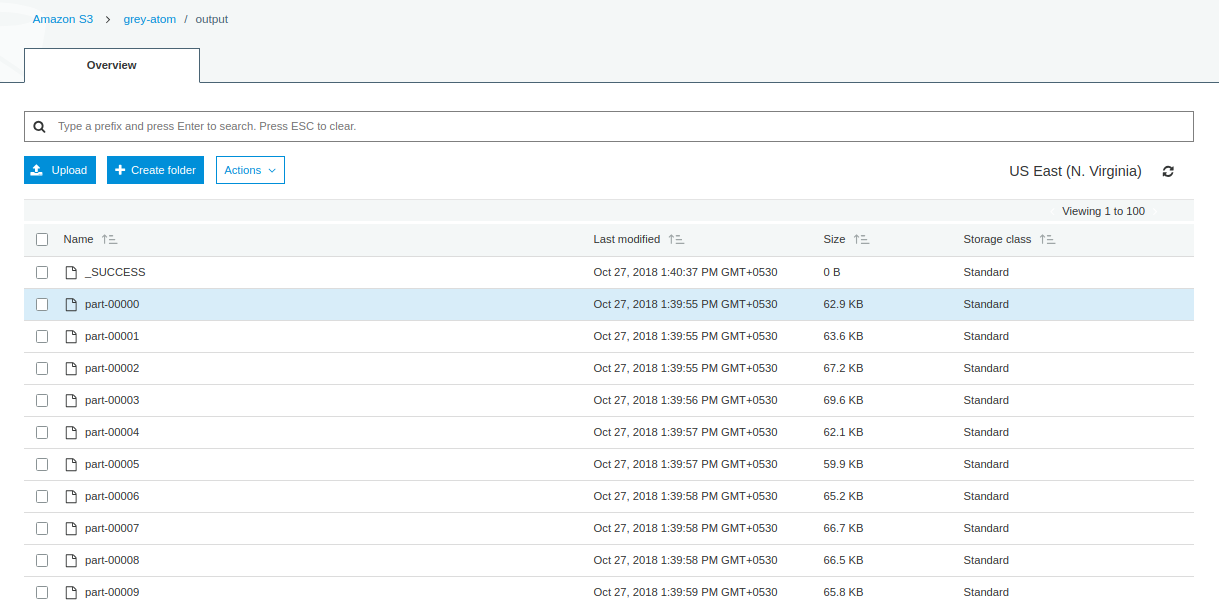 Amazon S3 > grey-atom / output
Overview
Type a prefix and press Enter to search. Press ESC to clear.
Upload Create folder Actions US East (N. Virginia)
Viewing 1 to 100
Name Last modified Size Storage class
_SUCCESS Oct 27, 2018 1:40:37 PM GMT+0530 0 B Standard
part-00000 Oct 27, 2018 1:39:55 PM GMT+0530 62.9 KB Standard
part-00001 Oct 27, 2018 1:39:55 PM GMT+0530 63.6 KB Standard
part-00002 Oct 27, 2018 1:39:55 PM GMT+0530 67.2 KB Standard
part-00003 Oct 27, 2018 1:39:56 PM GMT+0530 69.6 KB Standard
part-00004 Oct 27, 2018 1:39:57 PM GMT+0530 62.1 KB Standard
part-00005 Oct 27, 2018 1:39:57 PM GMT+0530 59.9 KB Standard
part-00006 Oct 27, 2018 1:39:58 PM GMT+0530 65.2 KB Standard
part-00007 Oct 27, 2018 1:39:58 PM GMT+0530 66.7 KB Standard
part-00008 Oct 27, 2018 1:39:58 PM GMT+0530 66.5 KB Standard
part-00009 Oct 27, 2018 1:39:59 PM GMT+0530 65.8 KB Standard